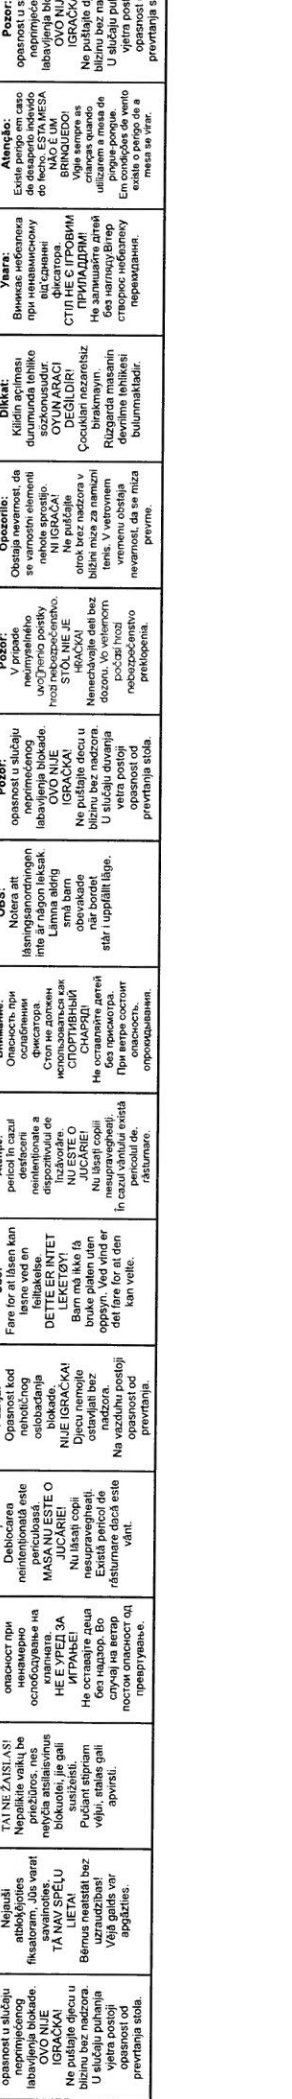 opasnost u slučaju
neprimjećenog
labavljenja blokade.
OVO NIJE
IGRAČKA!
Ne puštajte djecu u
blizinu bez nadzora.
U slučaju puhanja
vjetra postoji
opasnost od
prevrtanja stola.
Nejauši
atbloķējoties
fiksatoram, Jūs varat
savainoties.
TĀ NAV SPĒĻU
LIETA!
Bērnus neatstāt bez
uzraudzības!
Vējā galds var
apgāzties.
TAI NE ŽAISLAS!
Nepalikite vaikų be
priežiūros, nes
netyčia atsilaisvinus
blokuotei, jie gali
susižeisti.
Pučiant stipriam
vėjui, stalas gali
apvirsti.
опасност при
ненамерно
ослободување на
клапната.
НЕ Е УРЕД ЗА
ИГРАЊЕ!
Не оставајте деца
без надзор. Во
случај на ветар
постои опасност од
превртување.
Deblocarea
neintenționată este
periculoasă.
MASA NU ESTE O
JUCĂRIE!
Nu lăsați copii
nesupravegheați.
Există pericol de
răsturnare dacă este
vânt.
Opasnost kod
nehotičnog
oslobađanja
blokade.
NIJE IGRAČKA!
Djecu nemojte
ostavljati bez
nadzora.
Na vazduhu postoji
opasnost od
prevrtanja.
Fare for at låsen kan
løsne ved en
feiltakelse.
DETTE ER INTET
LEKETØY!
Barn må ikke få
bruke platen uten
oppsyn. Ved vind er
det fare for at den
kan velte.
pericol în cazul
desfacerii
neintenționate a
dispozitivului de
înzăvorâre.
NU ESTE O
JUCĂRIE!
Nu lăsați copiii
nesupravegheați.
În cazul vântului există
pericolul de.
răsturnare.
Опасность при
ослаблении
фиксатора.
Стол не должен
использоваться как
СПОРТИВНЫЙ
СНАРЯД!
Не оставляйте детей
без присмотра.
При ветре состоит
опасность.
опрокидывания.
OBS:
Notera att
låsningsanordningen
inte är någon leksak.
Lämna aldrig
små barn
obevakade
när bordet
står i uppfällt läge.
Pozor:
opasnost u slučaju
neprimećenog
labavljenja blokade.
OVO NIJE
IGRAČKA!
Ne puštajte decu u
blizinu bez nadzora.
U slučaju duvanja
vetra postoji
opasnost od
prevrtanja stola.
Pozor:
V prípade
neúmyselného
uvoľnenia poistky
hrozí nebezpečenstvo.
STÔL NIE JE
HRAČKA!
Nenechávajte deti bez
dozoru. Vo veternom
počasí hrozí
nebezpečenstvo
preklopenia.
Opozorilo:
Obstaja nevarnost, da
se varnostni elementi
nehote sprostijo.
NI IGRAČA!
Ne puščajte
otrok brez nadzora v
bližini mize za namizni
tenis. V vetrovnem
vremenu obstaja
nevarnost, da se miza
prevrne.
Dikkat:
Kilidin açılması
durumunda tehlike
sözkonusudur.
OYUN ARACI
DEĞİLDİR!
Çocukları nezaretsiz
bırakmayın.
Rüzgarda masanın
devrilme tehlikesi
bulunmaktadır.
Увага:
Виникає небезпека
при ненавмисному
від'єднанні
фіксатора.
СТІЛ НЕ Є ІГРОВИМ
ПРИЛАДДЯМ!
Не залишайте дітей
без нагляду.Вітер
створює небезпеку
перекидання.
Atenção:
Existe perigo em caso
de desaperto indevido
do fecho. ESTA MESA
NÃO É UM
BRINQUEDO!
Vigie sempre as
crianças quando
utilizarem a mesa de
pingue-pongue.
Em condições de vento
existe o perigo de a
mesa se virar.
Pozor:
opasnost u s
neprimjeće
labavljenja blo
OVO NIJ
IGRAČKA
Ne puštajte d
blizinu bez na
U slučaju pu
vjetra post
opasnost
prevrtanja s